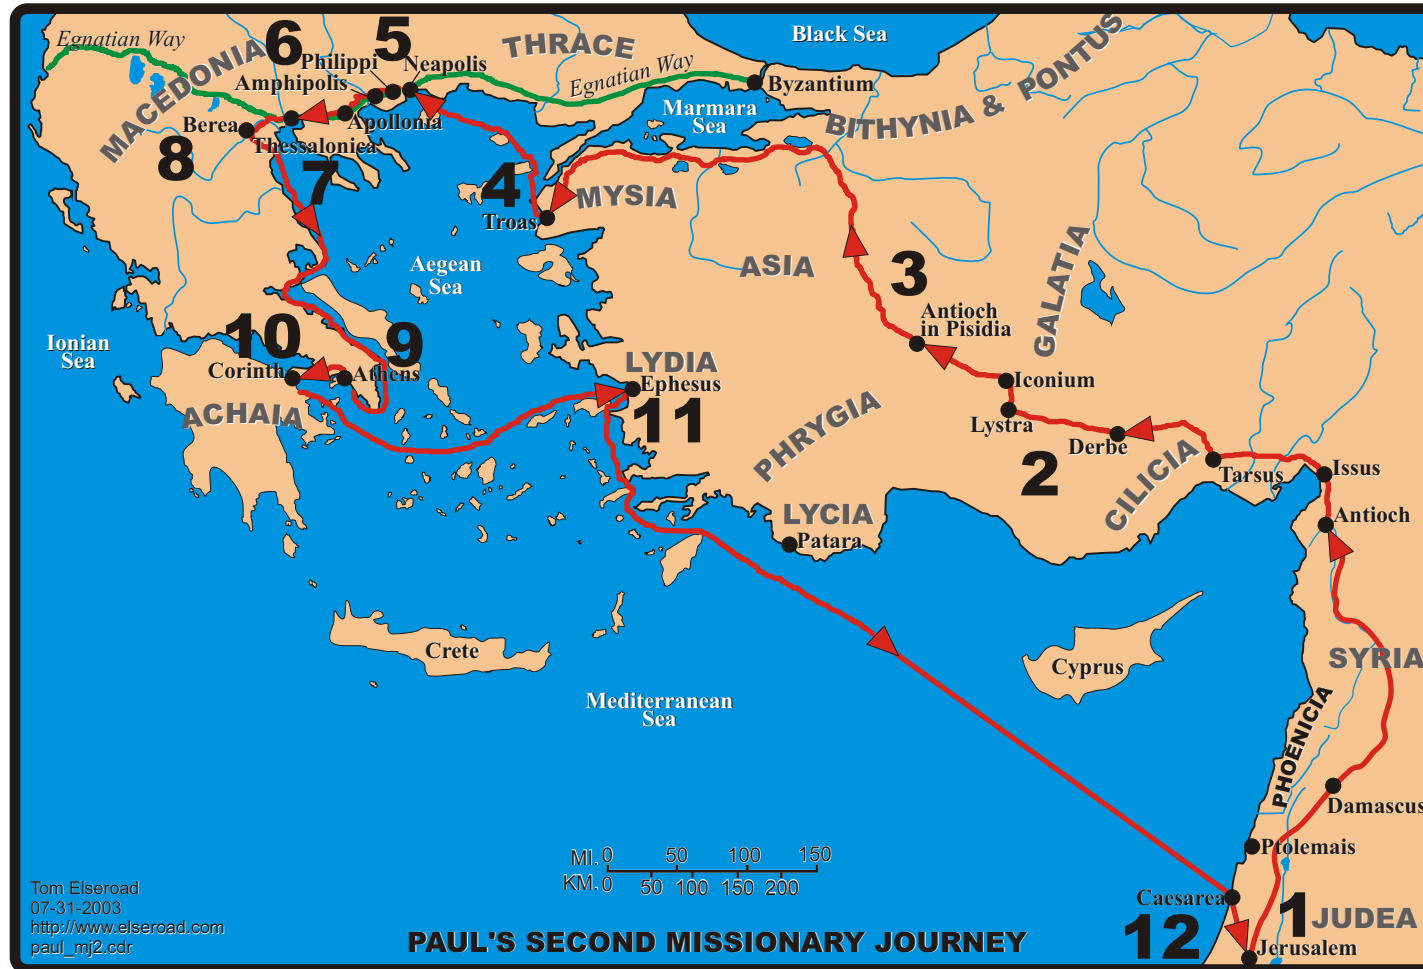 Egnatian Way
6
5
THRACE
Black Sea
MACEDONIA
Philippi
Neapolis
Amphipolis
Egnatian Way
Byzantium
BITHYNIA & PONTUS
Marmara
Sea
Berea
Apollonia
Thessalonica
8
7
4
MYSIA
Troas
Aegean
Sea
ASIA
3
GALATIA
Antioch
in Pisidia
Ionian
Sea
10
9
Corinth
Athens
ACHAIA
LYDIA
Ephesus
11
PHRYGIA
Iconium
Lystra
Derbe
2
CILICIA
Tarsus
Issus
Antioch
LYCIA
Patara
Crete
Cyprus
SYRIA
Mediterranean
Sea
PHOENICIA
Damascus
Ptolemais
MI. 0 50 100 150
KM. 0 50 100 150 200
Tom Elseroad
07-31-2003
http://www.elseroad.com
paul_mj2.cdr
PAUL'S SECOND MISSIONARY JOURNEY
Caesarea
12
1
JUDEA
Jerusalem